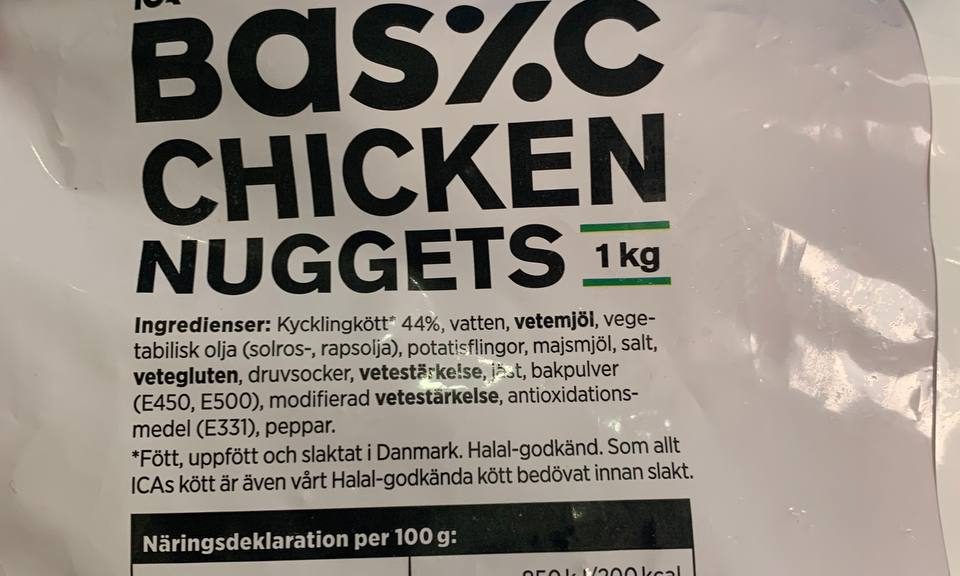 BAS%C
CHICKEN
NUGGETS 1 kg
Ingredienser: Kycklingkött* 44%, vatten, vetemjöl, vege-
tabilisk olja (solros-, rapsolja), potatisflingor, majsmjöl, salt,
vetegluten, druvsocker, vetestärkelse, jäst, bakpulver
(E450, E500), modifierad vetestärkelse, antioxidations-
medel (E331), peppar.
*Fött, uppfött och slaktat i Danmark. Halal-godkänd. Som allt
ICAs kött är även vårt Halal-godkända kött bedövat innan slakt.
Näringsdeklaration per 100 g: